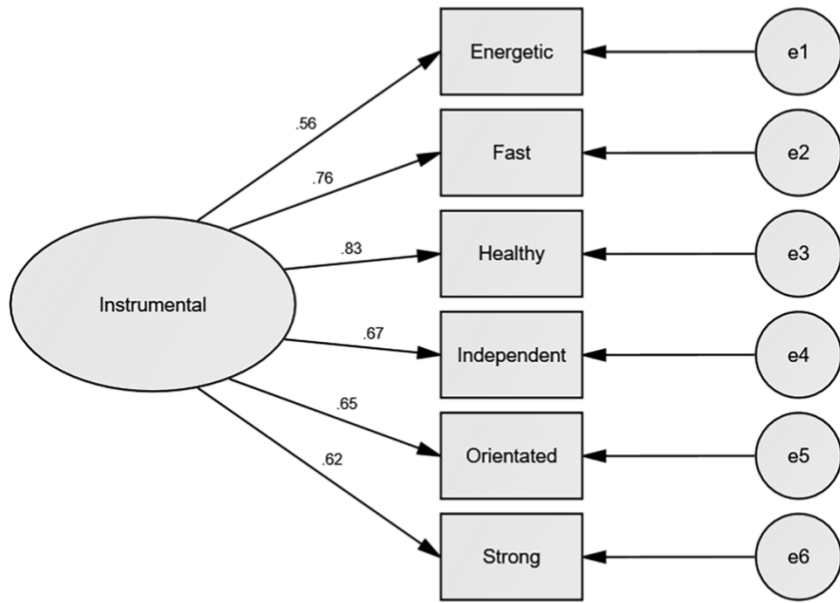 Energetic
e1
.56
Fast
e2
.76
Healthy
e3
.83
Instrumental
Independent
e4
.67
Orientated
e5
.65
.62
Strong
e6